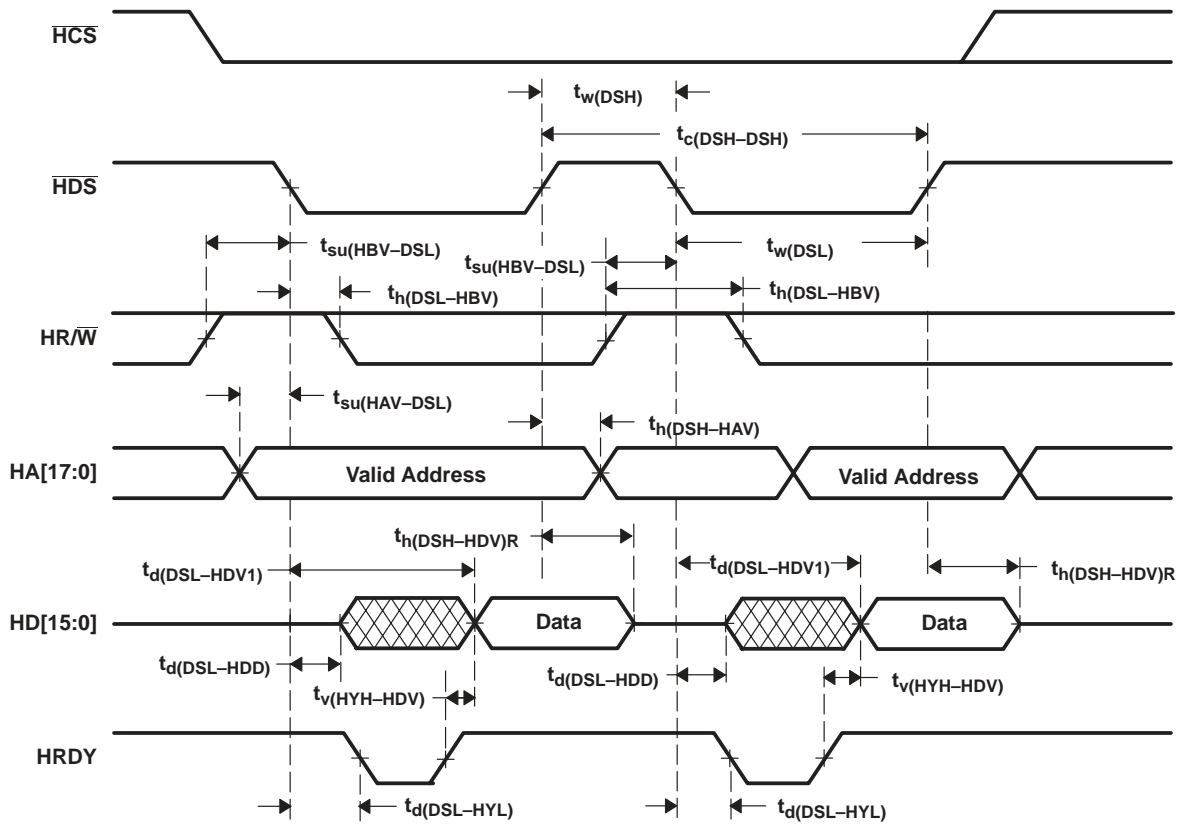 HCS
tw(DSH)
tc(DSH–DSH)
HDS
tsu(HBV–DSL)
tsu(HBV–DSL)
tw(DSL)
th(DSL–HBV)
th(DSL–HBV)
HR/W
tsu(HAV–DSL)
th(DSH–HAV)
HA[17:0]
Valid Address
Valid Address
th(DSH–HDV)R
td(DSL–HDV1)
td(DSL–HDV1)
th(DSH–HDV)R
HD[15:0]
Data
Data
td(DSL–HDD)
td(DSL–HDD)
tv(HYH–HDV)
tv(HYH–HDV)
HRDY
td(DSL–HYL)
td(DSL–HYL)